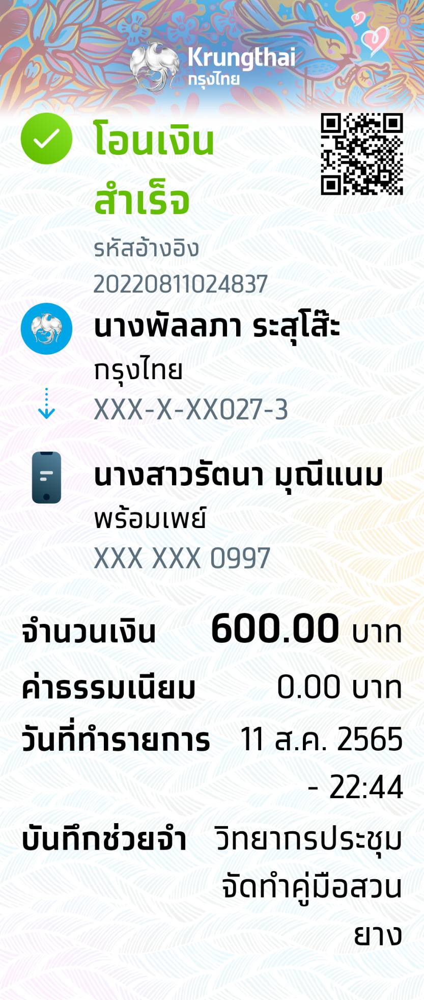 Krungthai
กรุงไทย
โอนเงิน
สำเร็จ
รหัสอ้างอิง
20220811024837
นางพัลลภา ระสุโส๊ะ
กรุงไทย
XXX-X-XX027-3
นางสาวรัตนา มุณีแนม
พร้อมเพย์
XXX XXX 0997
จำนวนเงิน 600.00 บาท
ค่าธรรมเนียม 0.00 บาท
วันที่ทำรายการ 11 ส.ค. 2565
- 22:44
บันทึกช่วยจำ วิทยากรประชุม
จัดทำคู่มือสวน
ยาง